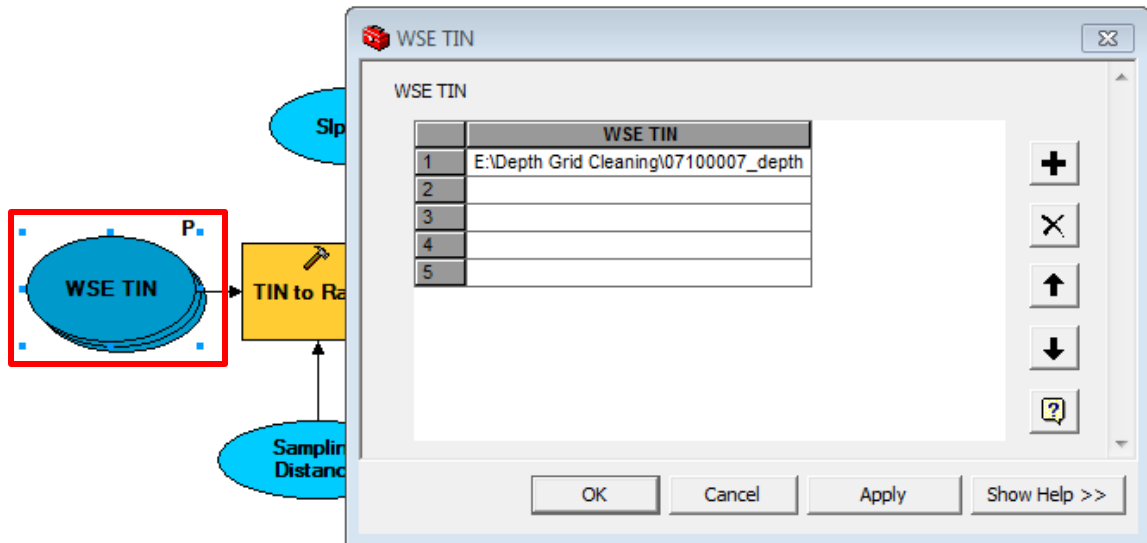 WSE TIN
WSE TIN
WSE TIN
1 E:\Depth Grid Cleaning\07100007_depth
2
3
4
5
Slp
P
WSE TIN
TIN to Ra
Samplin
Distanc
OK Cancel Apply Show Help >>